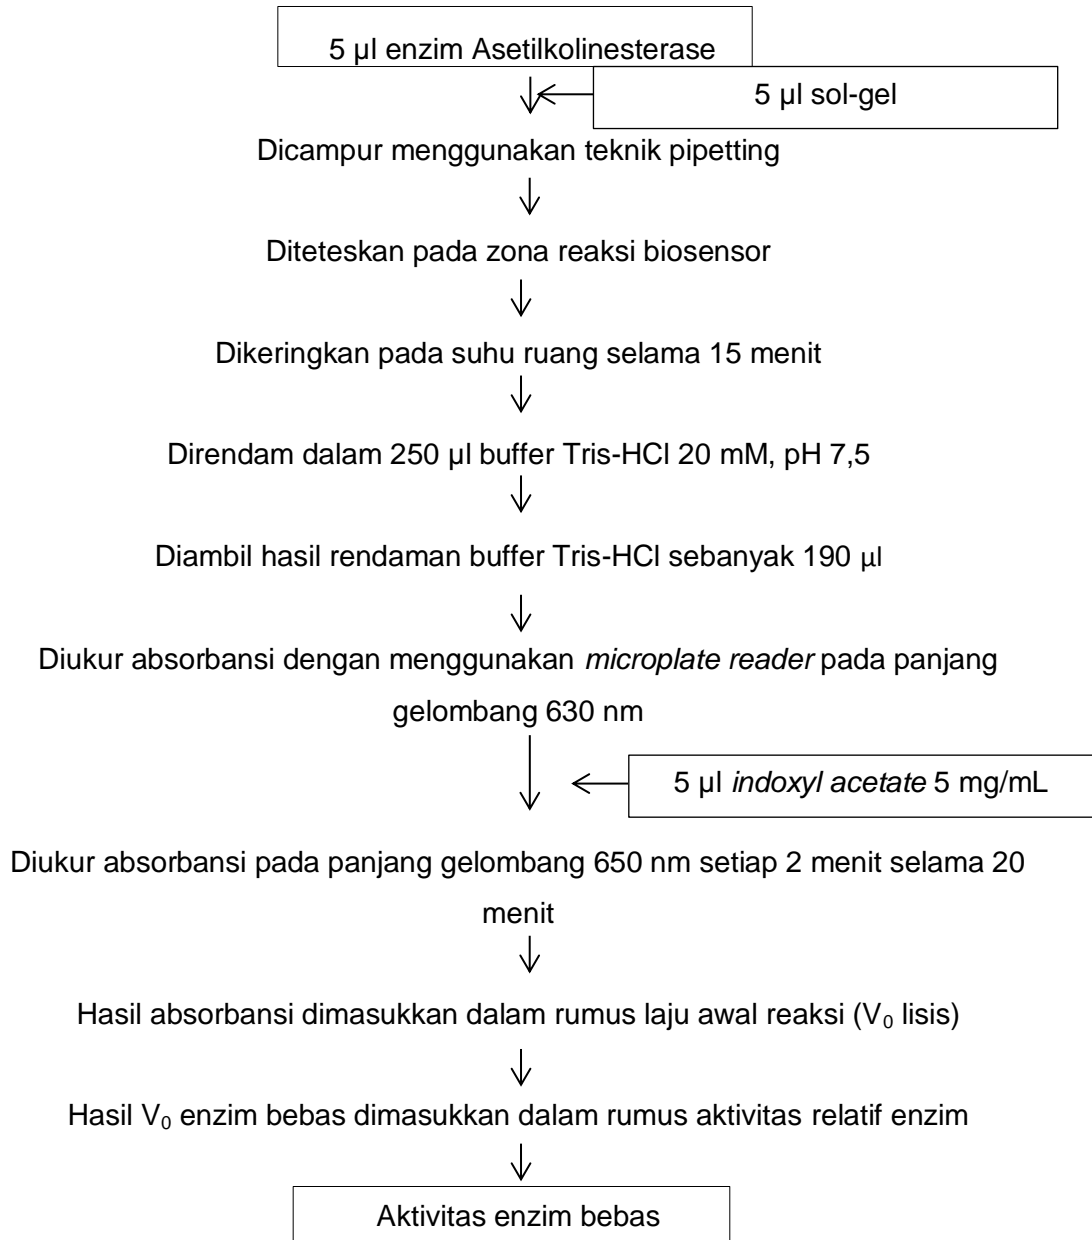 5 µl enzim Asetilkolinesterase
5 µl sol-gel
Dicampur menggunakan teknik pipetting
Diteteskan pada zona reaksi biosensor
Dikeringkan pada suhu ruang selama 15 menit
Direndam dalam 250 µl buffer Tris-HCl 20 mM, pH 7,5
Diambil hasil rendaman buffer Tris-HCl sebanyak 190 µl
Diukur absorbansi dengan menggunakan microplate reader pada panjang
gelombang 630 nm
5 µl indoxyl acetate 5 mg/mL
Diukur absorbansi pada panjang gelombang 650 nm setiap 2 menit selama 20
menit
Hasil absorbansi dimasukkan dalam rumus laju awal reaksi (V₀ lisis)
Hasil V₀ enzim bebas dimasukkan dalam rumus aktivitas relatif enzim
Aktivitas enzim bebas